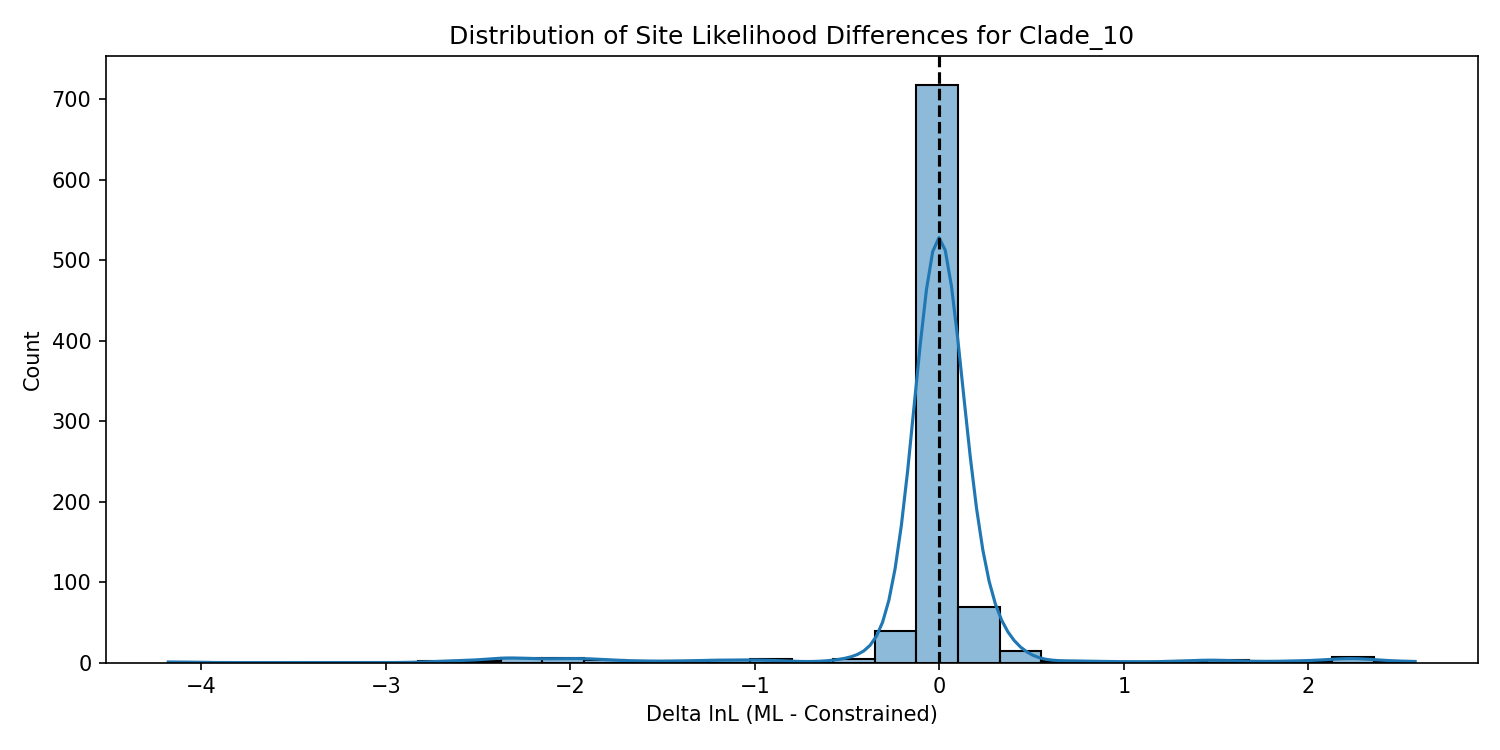 Distribution of Site Likelihood Differences for Clade_10
Count
700
600
500
400
300
200
100
0
−4 −3 −2 −1 0 1 2
Delta lnL (ML - Constrained)